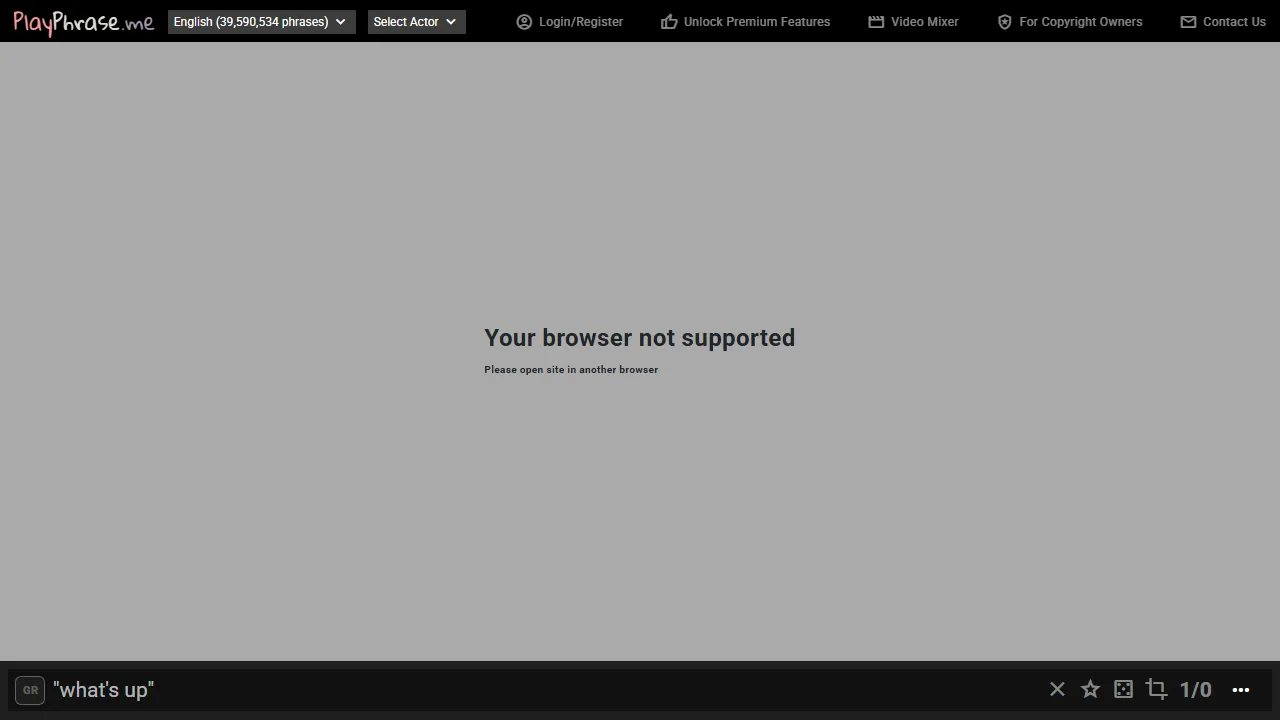 PlayPhrase.me
English (39,590,534 phrases)
Select Actor
Login/Register
Unlock Premium Features
Video Mixer
For Copyright Owners
Contact Us
Your browser not supported
Please open site in another browser
GR
"what's up"
1/0